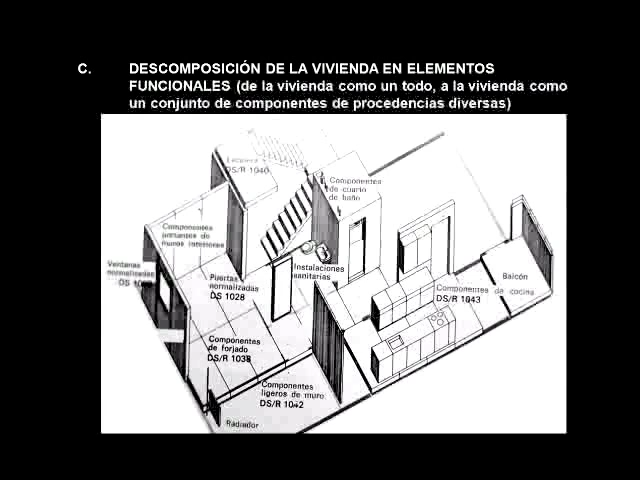 C. DESCOMPOSICIÓN DE LA VIVIENDA EN ELEMENTOS
FUNCIONALES (de la vivienda como un todo, a la vivienda como
un conjunto de componentes de procedencias diversas)
DS/R 1040
Componentes
de cuarto
de baño
Componentes
portantes de
muros interiores
Ventanas
normalizadas
DS
Puertas
normalizadas
DS 1028
Instalaciones
sanitarias
Balcón
Componentes de cocina
DS/R 1043
Componentes
de forjado
DS/R 1038
Componentes
ligeros de muro
DS/R 1042
Radiador